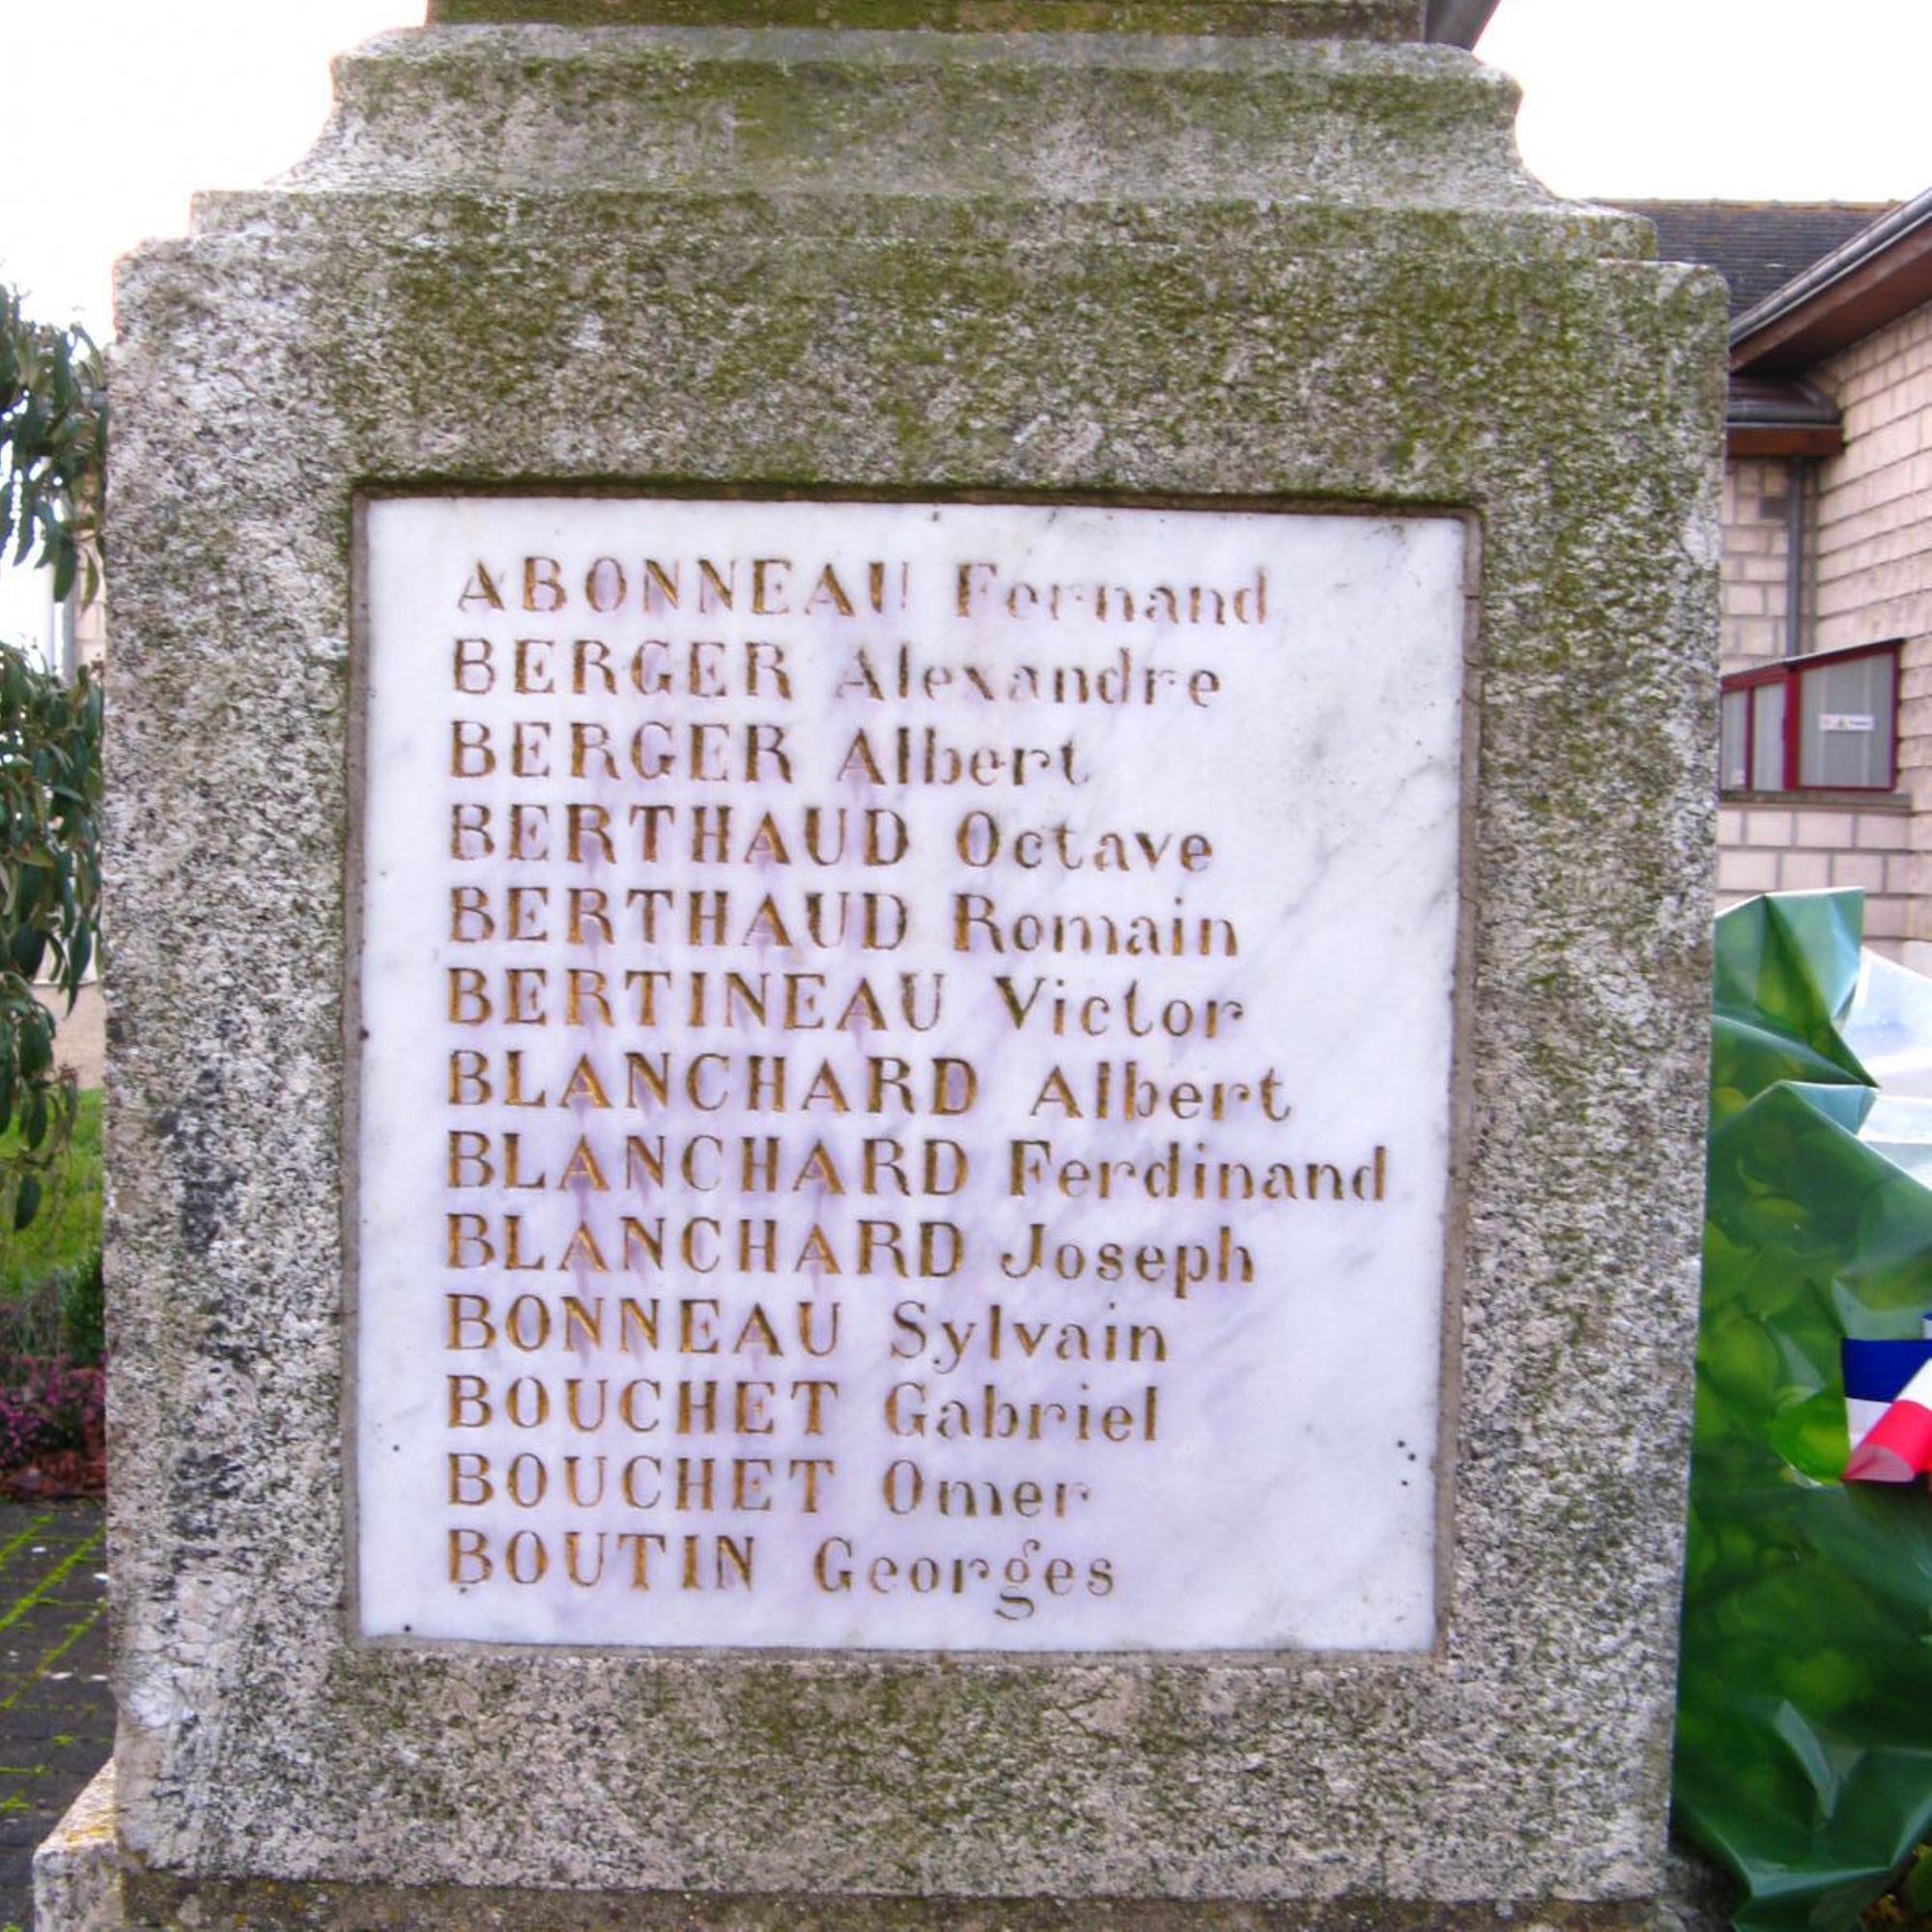 ABONNEAU Fernand
BERGER Alexandre
BERGER Albert
BERTHAUD Octave
BERTHAUD Romain
BERTINEAU Victor
BLANCHARD Albert
BLANCHARD Ferdinand
BLANCHARD Joseph
BONNEAU Sylvain
BOUCHET Gabriel
BOUCHET Omer
BOUTIN Georges